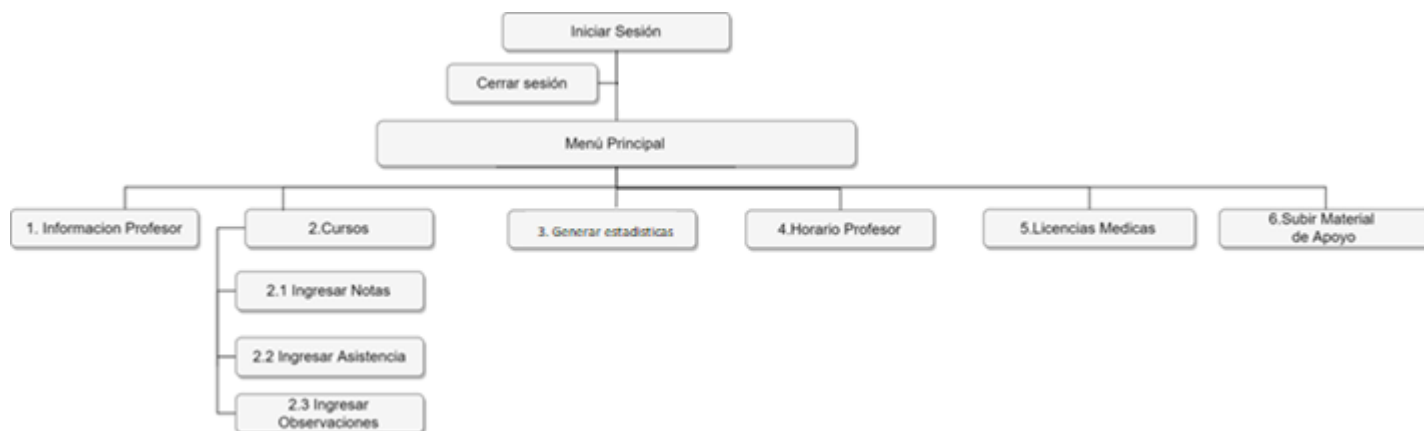 Iniciar Sesión
Cerrar sesión
Menú Principal
1. Informacion Profesor
2.Cursos
3. Generar estadisticas
4.Horario Profesor
5.Licencias Medicas
6.Subir Material
de Apoyo
2.1 Ingresar Notas
2.2 Ingresar Asistencia
2.3 Ingresar
Observaciones